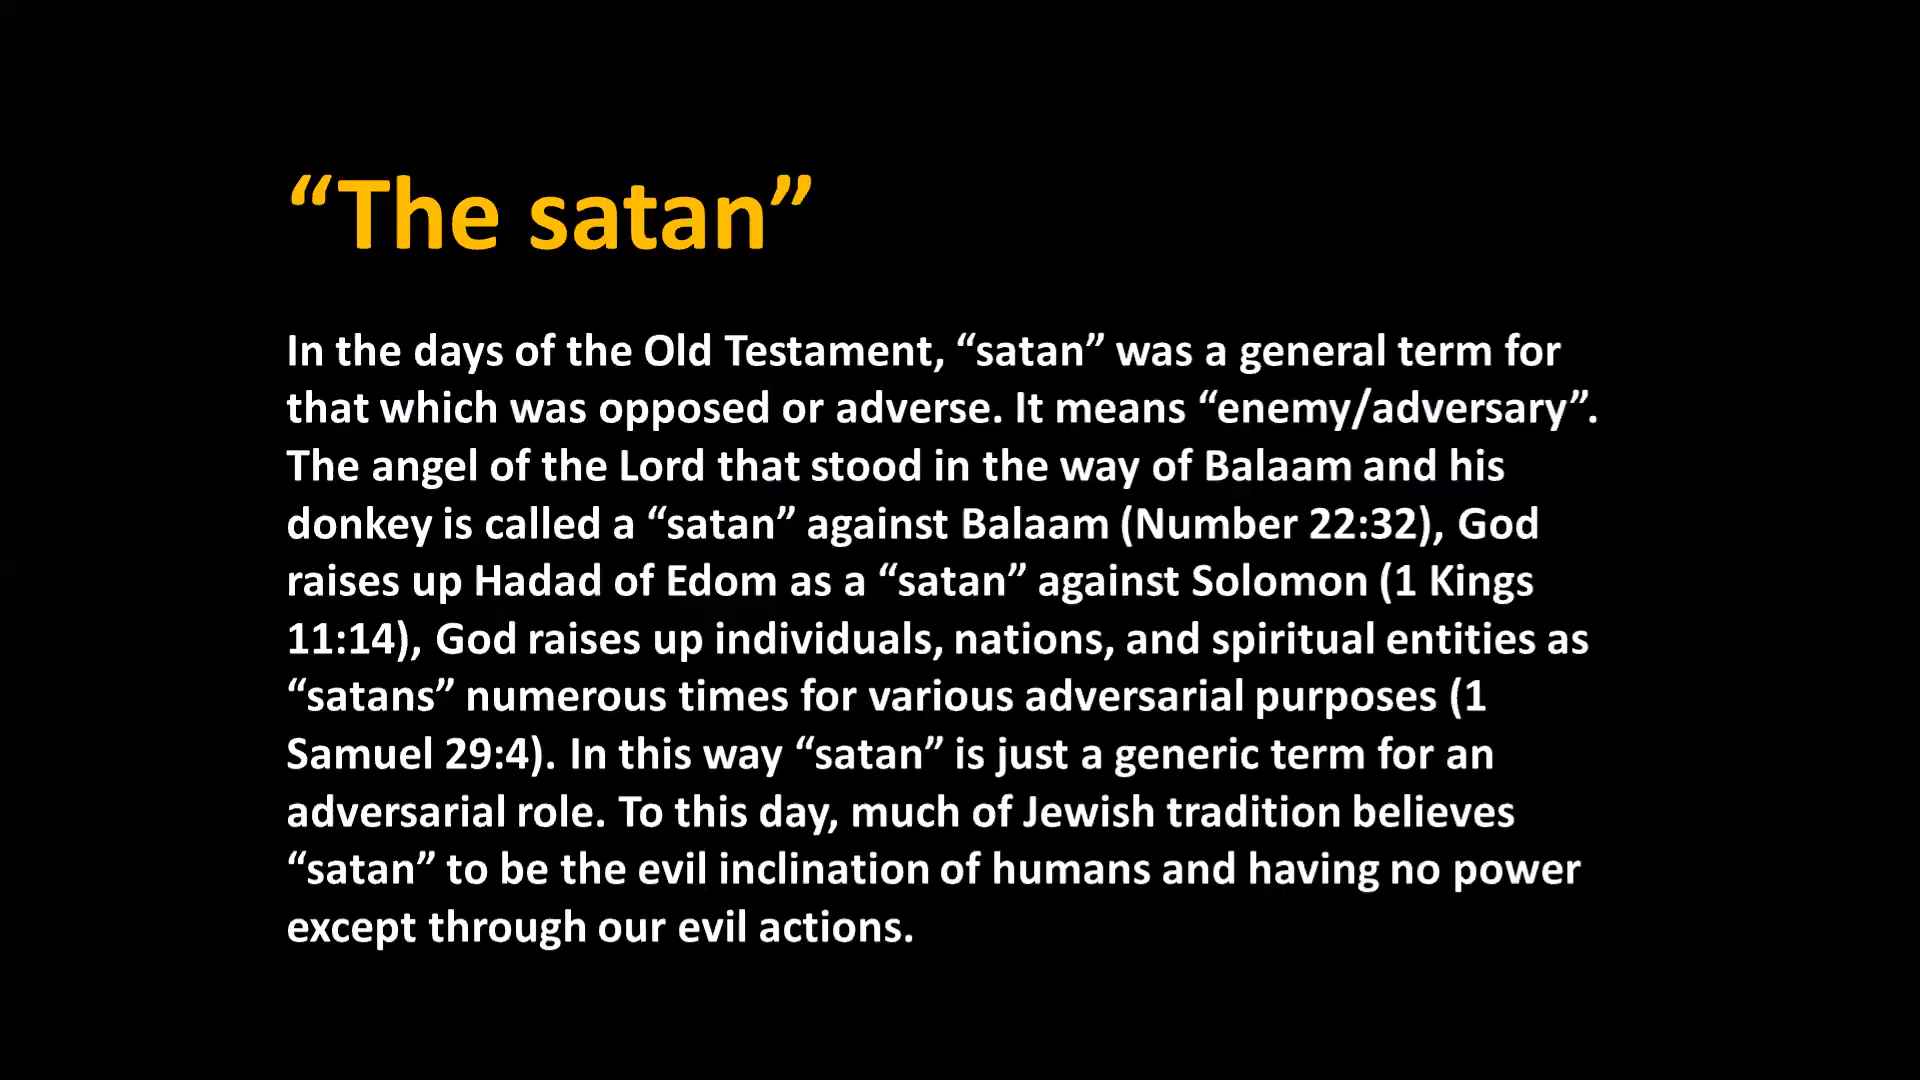 “The satan”
In the days of the Old Testament, “satan” was a general term for
that which was opposed or adverse. It means “enemy/adversary”.
The angel of the Lord that stood in the way of Balaam and his
donkey is called a “satan” against Balaam (Number 22:32), God
raises up Hadad of Edom as a “satan” against Solomon (1 Kings
11:14), God raises up individuals, nations, and spiritual entities as
“satans” numerous times for various adversarial purposes (1
Samuel 29:4). In this way “satan” is just a generic term for an
adversarial role. To this day, much of Jewish tradition believes
“satan” to be the evil inclination of humans and having no power
except through our evil actions.